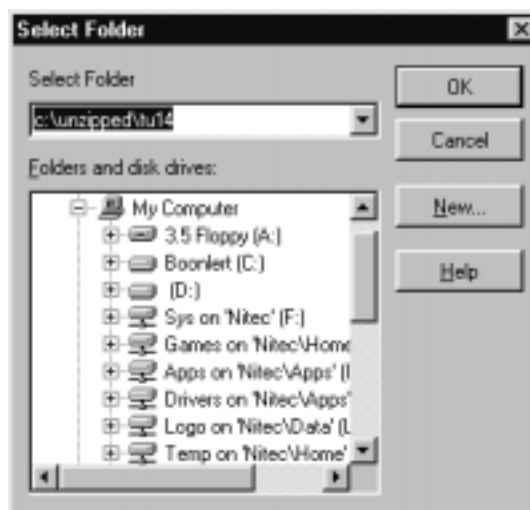 Select Folder
Select Folder
c:\unzipped\tu14
Folders and disk drives:
My Computer
3.5 Floppy (A:)
Boonlert (C:)
(D:)
Sys on 'Nitec' (F:)
Games on 'Nitec\Home
Apps on 'Nitec\Apps' (I
Drivers on 'Nitec\Apps'
Logo on 'Nitec\Data' (L
Temp on 'Nitec\Home'
OK
Cancel
New...
Help